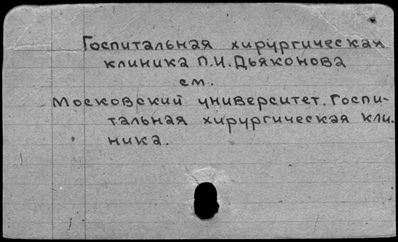 Госпитальная хирургическая
клиника П.И.Дьяконова
см.
Московский университет. Госпи-
тальная хирургическая кли-
ника.